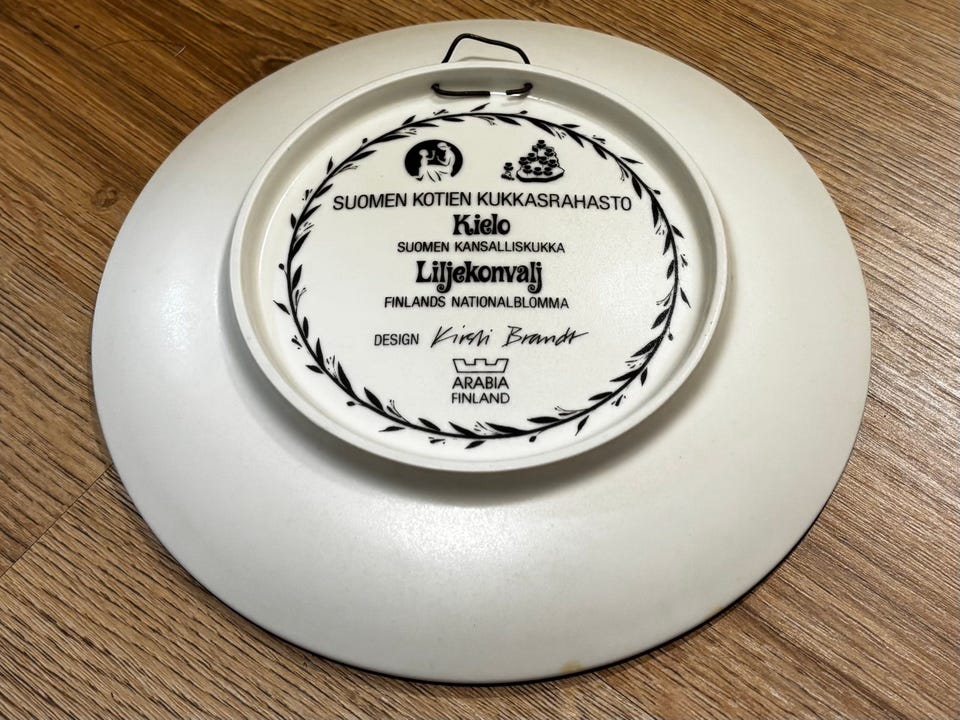 SUOMEN KOTIEN KUKKASRAHASTO
Kielo
SUOMEN KANSALLISKUKKA
Liljekonvalj
FINLANDS NATIONALBLOMMA
DESIGN Kirsti Brandt
ARABIA
FINLAND